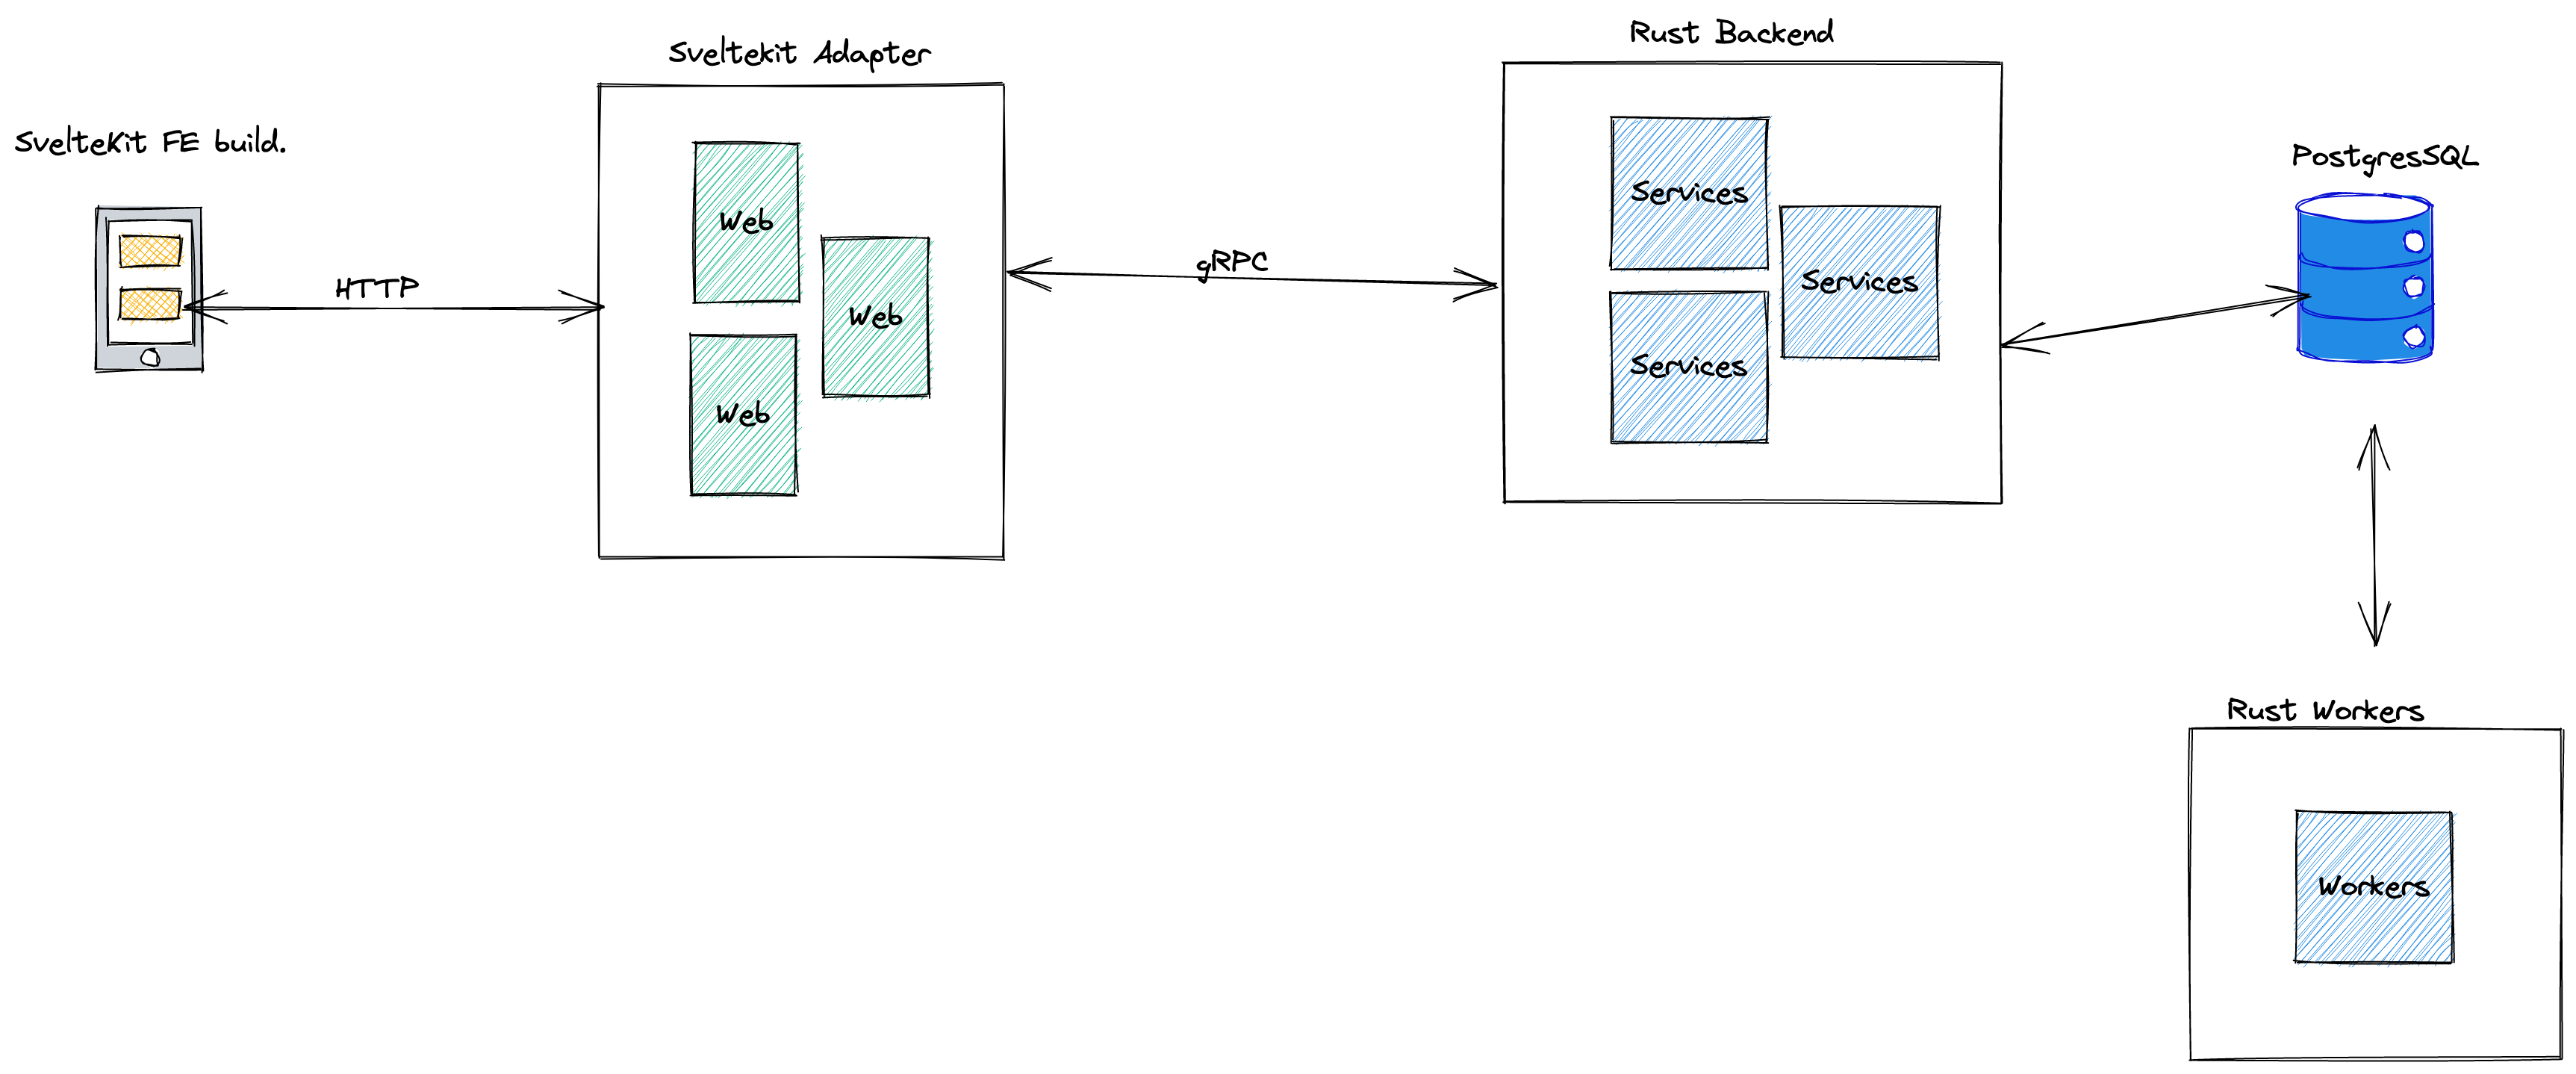 SvelteKit FE build.
HTTP
Sveltekit Adapter
Web
Web
Web
gRPC
Rust Backend
Services
Services
Services
PostgresSQL
Rust Workers
Workers